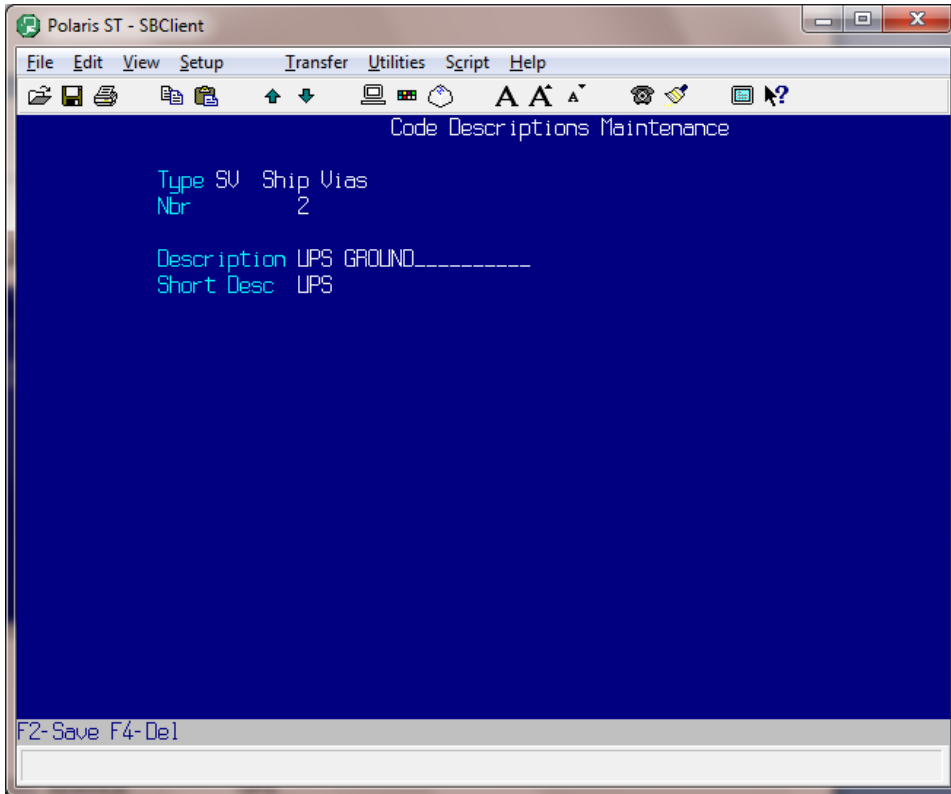 Polaris ST - SBClient
File Edit View Setup Transfer Utilities Script Help
A A A ?
Code Descriptions Maintenance
Type SV Ship Vias
Nbr 2
Description UPS GROUND__________
Short Desc UPS
F2-Save F4-Del